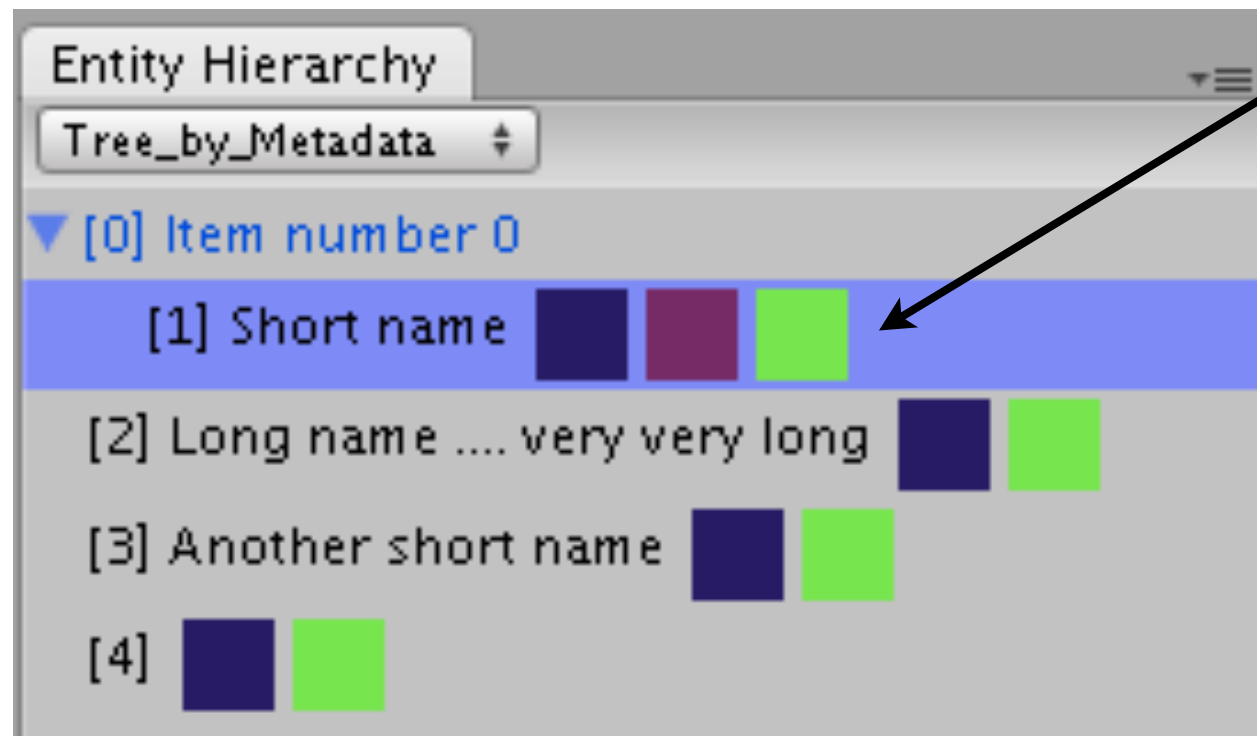 Entity Hierarchy
Tree_by_Metadata
[0] Item number 0
[1] Short name
[2] Long name .... very very long
[3] Another short name
[4]